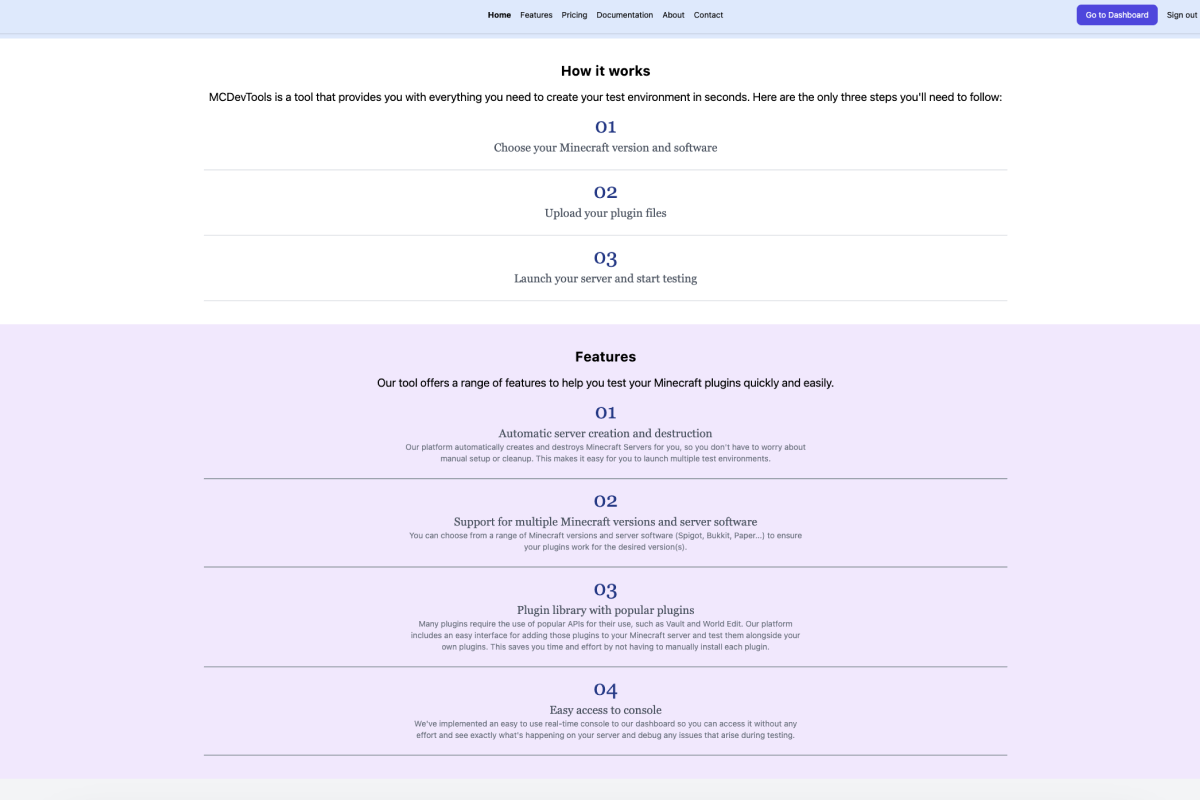 Home Features Pricing Documentation About Contact Go to Dashboard Sign out
How it works
MCDevTools is a tool that provides you with everything you need to create your test environment in seconds. Here are the only three steps you'll need to follow:
01
Choose your Minecraft version and software
02
Upload your plugin files
03
Launch your server and start testing
Features
Our tool offers a range of features to help you test your Minecraft plugins quickly and easily.
01
Automatic server creation and destruction
Our platform automatically creates and destroys Minecraft Servers for you, so you don't have to worry about
manual setup or cleanup. This makes it easy for you to launch multiple test environments.
02
Support for multiple Minecraft versions and server software
You can choose from a range of Minecraft versions and server software (Spigot, Bukkit, Paper...) to ensure
your plugins work for the desired version(s).
03
Plugin library with popular plugins
Many plugins require the use of popular APIs for their use, such as Vault and World Edit. Our platform
includes an easy interface for adding those plugins to your Minecraft server and test them alongside your
own plugins. This saves you time and effort by not having to manually install each plugin.
04
Easy access to console
We've implemented an easy to use real-time console to our dashboard so you can access it without any
effort and see exactly what's happening on your server and debug any issues that arise during testing.